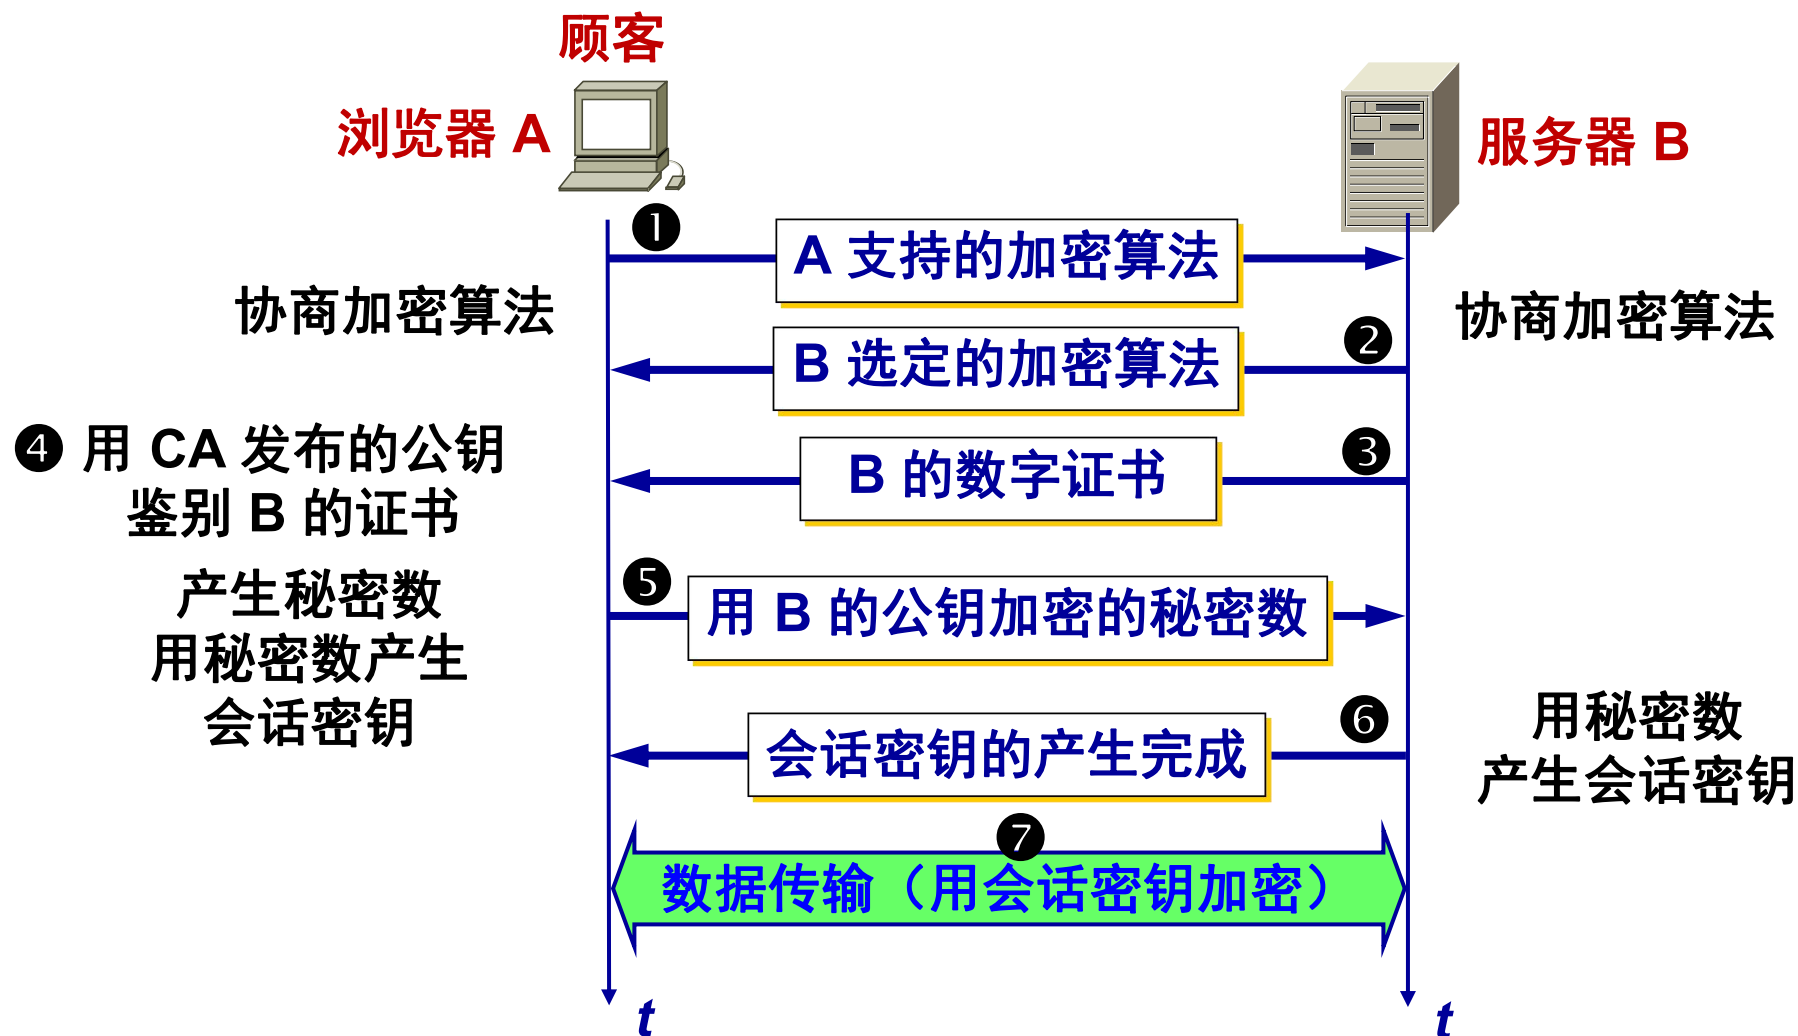 顾客
浏览器 A
服务器 B
❶
A 支持的加密算法
协商加密算法
协商加密算法
❷
B 选定的加密算法
❸
B 的数字证书
❹ 用 CA 发布的公钥
鉴别 B 的证书
❺
用 B 的公钥加密的秘密数
产生秘密数
用秘密数产生
会话密钥
❻
会话密钥的产生完成
用秘密数
产生会话密钥
❼
数据传输（用会话密钥加密）
t
t